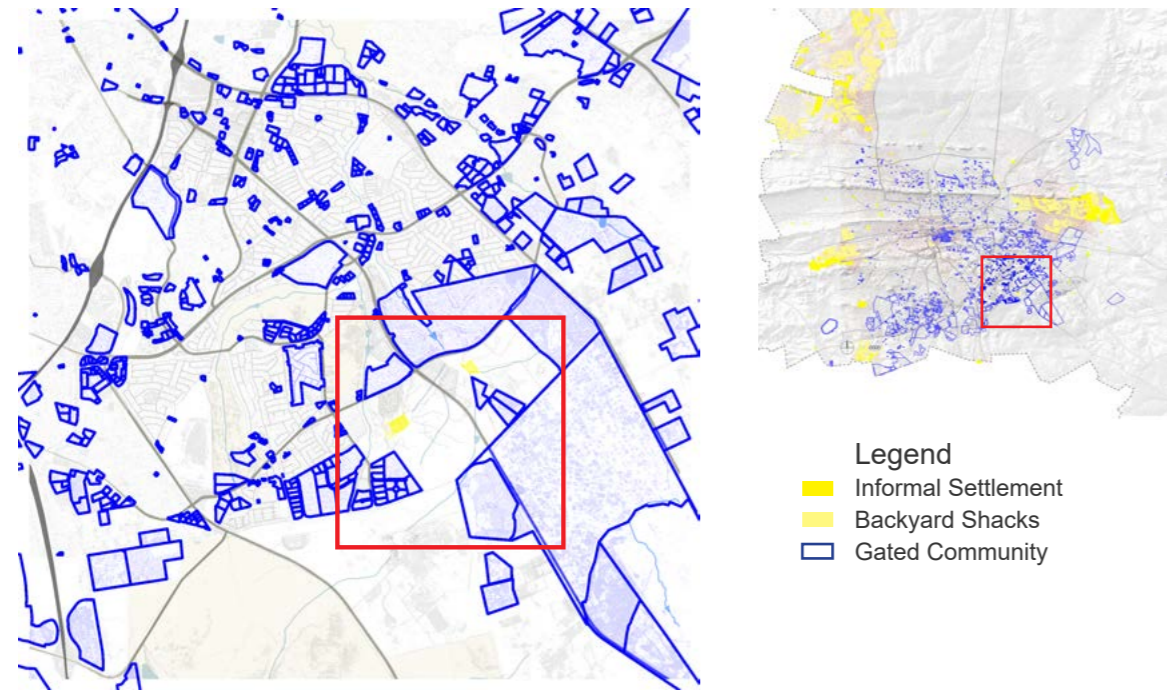 Legend
Informal Settlement
Backyard Shacks
Gated Community